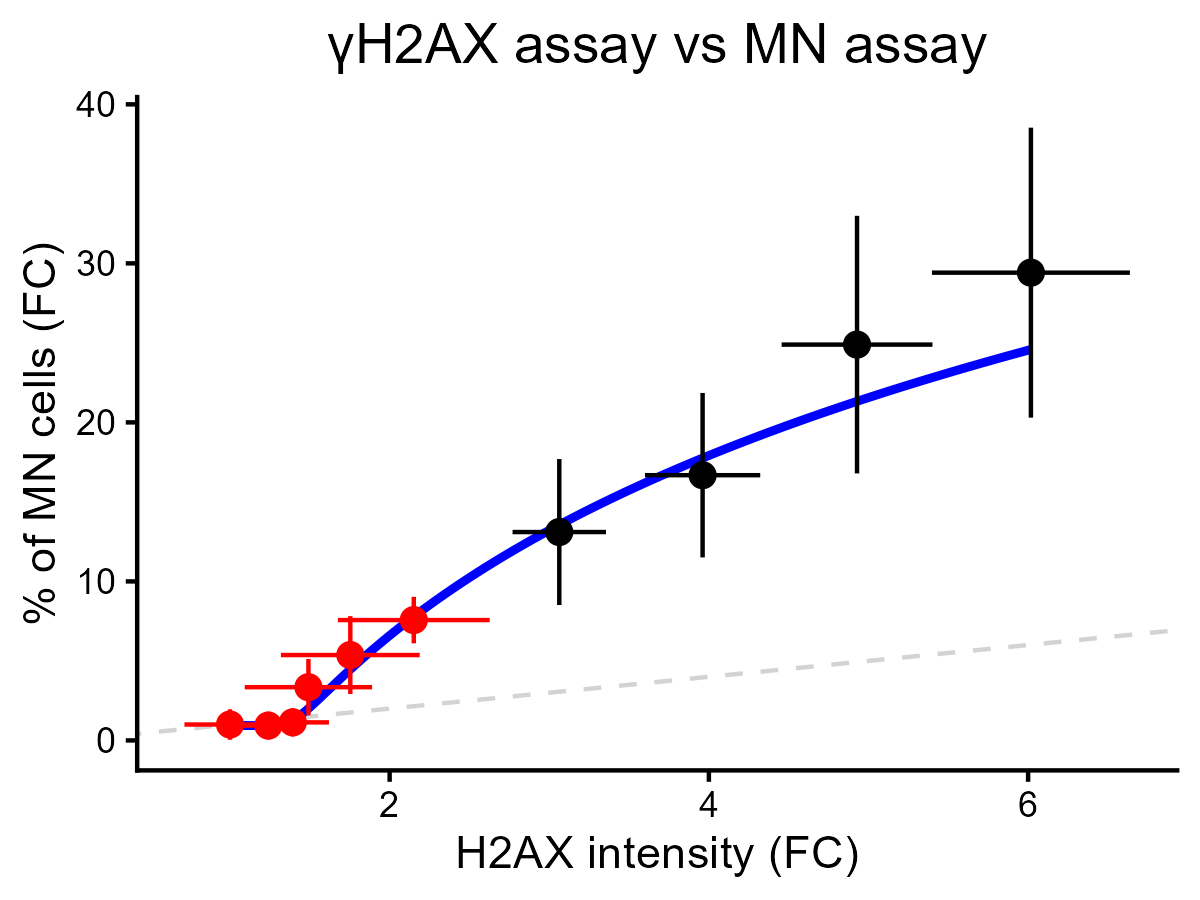 γH2AX assay vs MN assay
% of MN cells (FC)
40
30
20
10
0
2 4 6
H2AX intensity (FC)